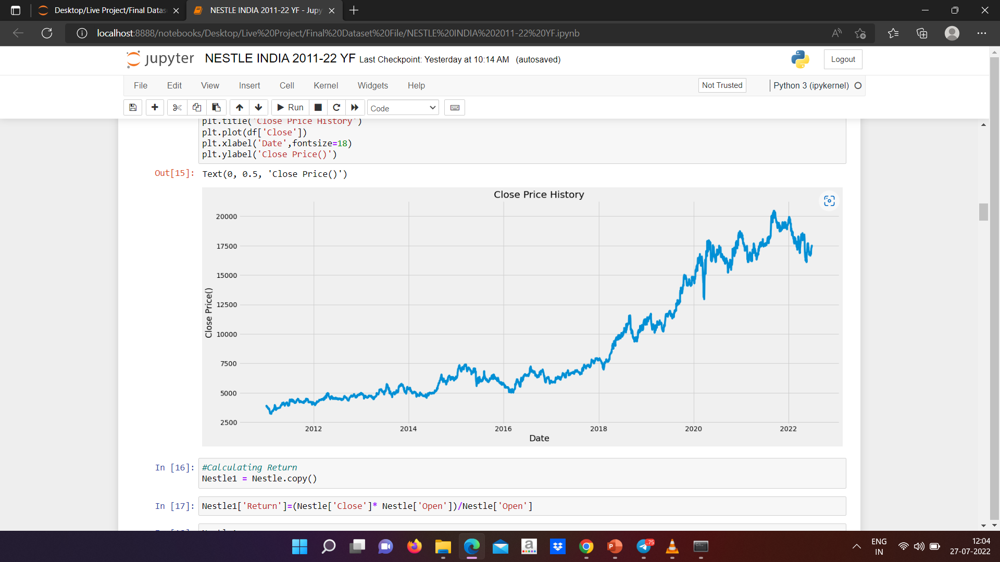 Desktop/Live Project/Final Datas
NESTLE INDIA 2011-22 YF - Jupy
localhost:8888/notebooks/Desktop/Live%20Project/Final%20Dataset%20File/NESTLE%20INDIA%202011-22%20YF.ipynb
jupyter NESTLE INDIA 2011-22 YF Last Checkpoint: Yesterday at 10:14 AM (autosaved)
Logout
File Edit View Insert Cell Kernel Widgets Help
Not Trusted
Python 3 (ipykernel)
Run
Code
plt.title('Close Price History')
plt.plot(df['Close'])
plt.xlabel('Date',fontsize=18)
plt.ylabel('Close Price()')
Out[15]: Text(0, 0.5, 'Close Price()')
Close Price History
20000
17500
15000
12500
10000
7500
5000
2500
Close Price()
2012 2014 2016 2018 2020 2022
Date
In [16]: #Calculating Return
Nestle1 = Nestle.copy()
In [17]: Nestle1['Return']=(Nestle['Close']* Nestle['Open'])/Nestle['Open']
a
..75
P
ENG
IN
12:04
27-07-2022